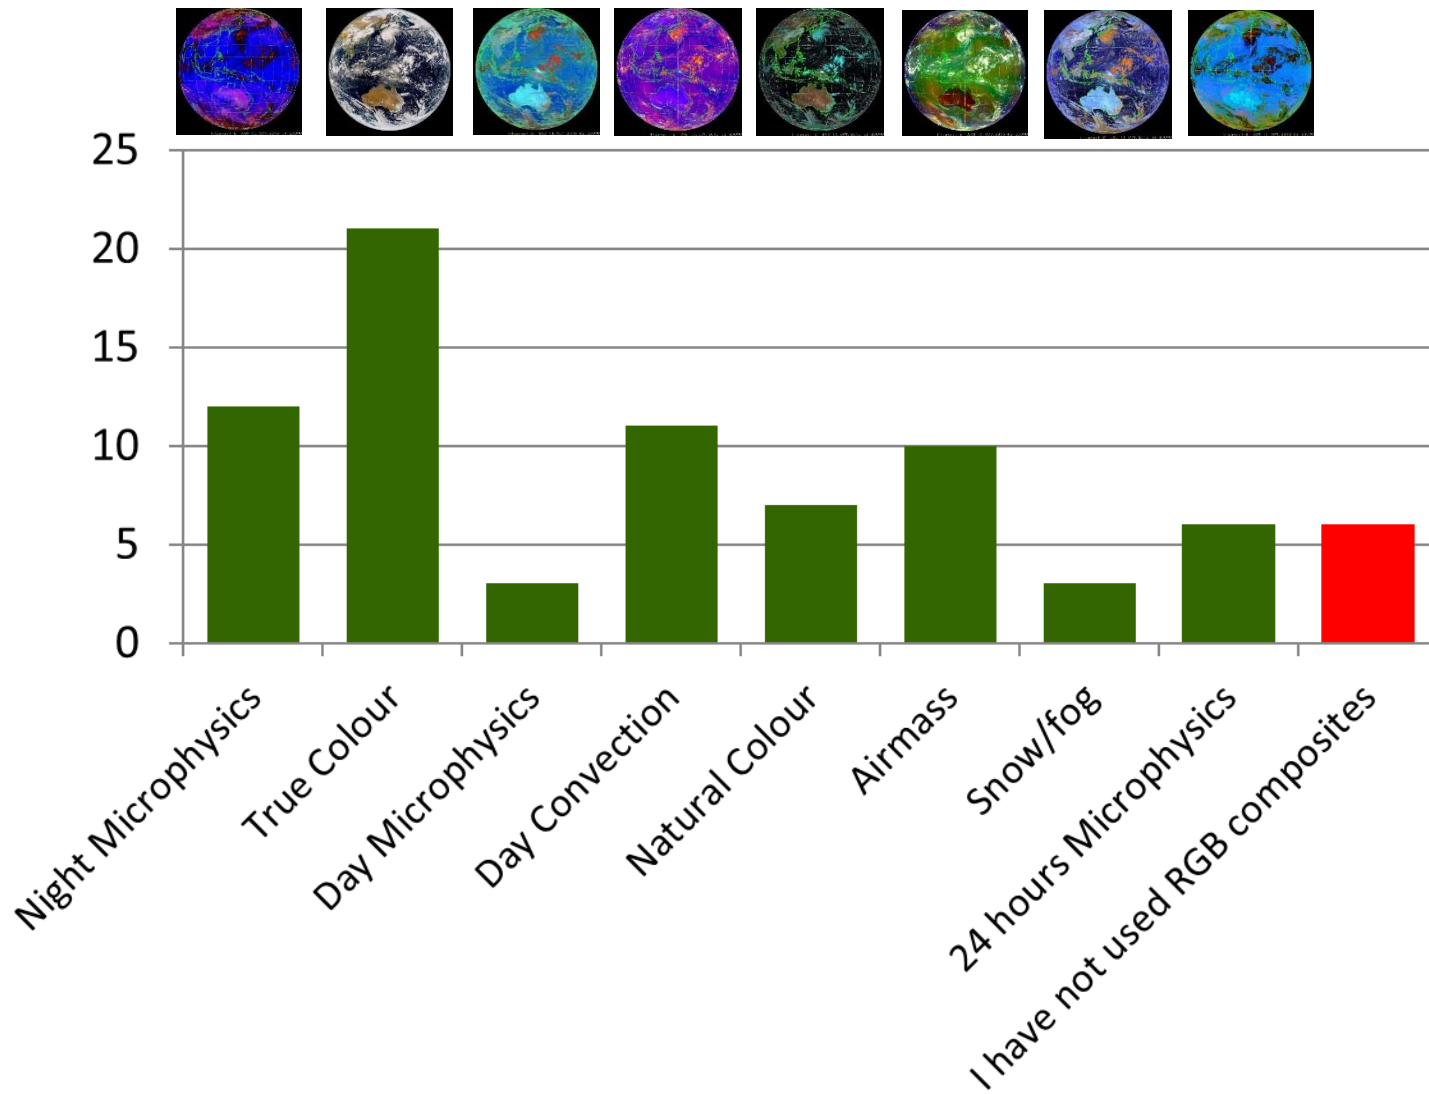 25
20
15
10
5
0
Night Microphysics
True Colour
Day Microphysics
Day Convection
Natural Colour
Airmass
Snow/fog
24 hours Microphysics
I have not used RGB composites